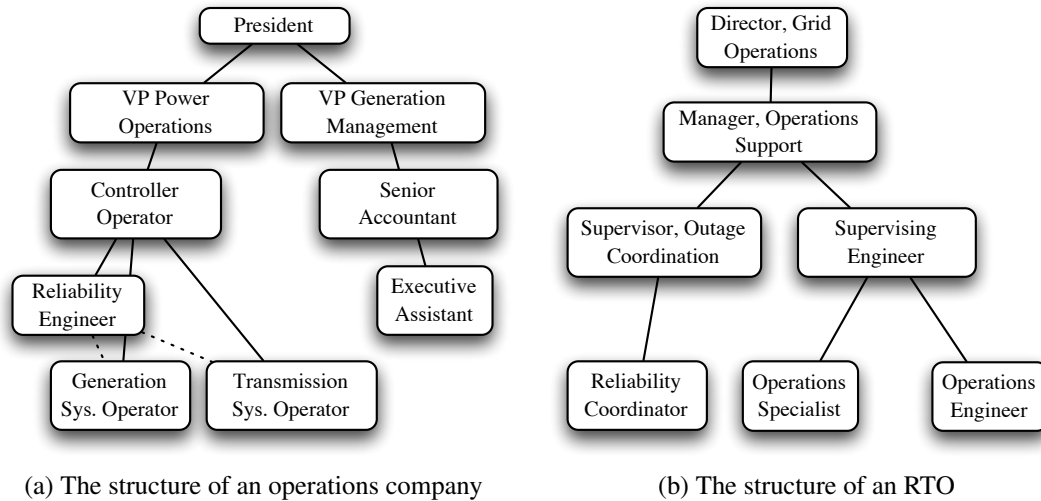 President
VP Power
Operations
VP Generation
Management
Controller
Operator
Senior
Accountant
Reliability
Engineer
Executive
Assistant
Generation
Sys. Operator
Transmission
Sys. Operator
(a) The structure of an operations company
Director, Grid
Operations
Manager, Operations
Support
Supervisor, Outage
Coordination
Supervising
Engineer
Reliability
Coordinator
Operations
Specialist
Operations
Engineer
(b) The structure of an RTO